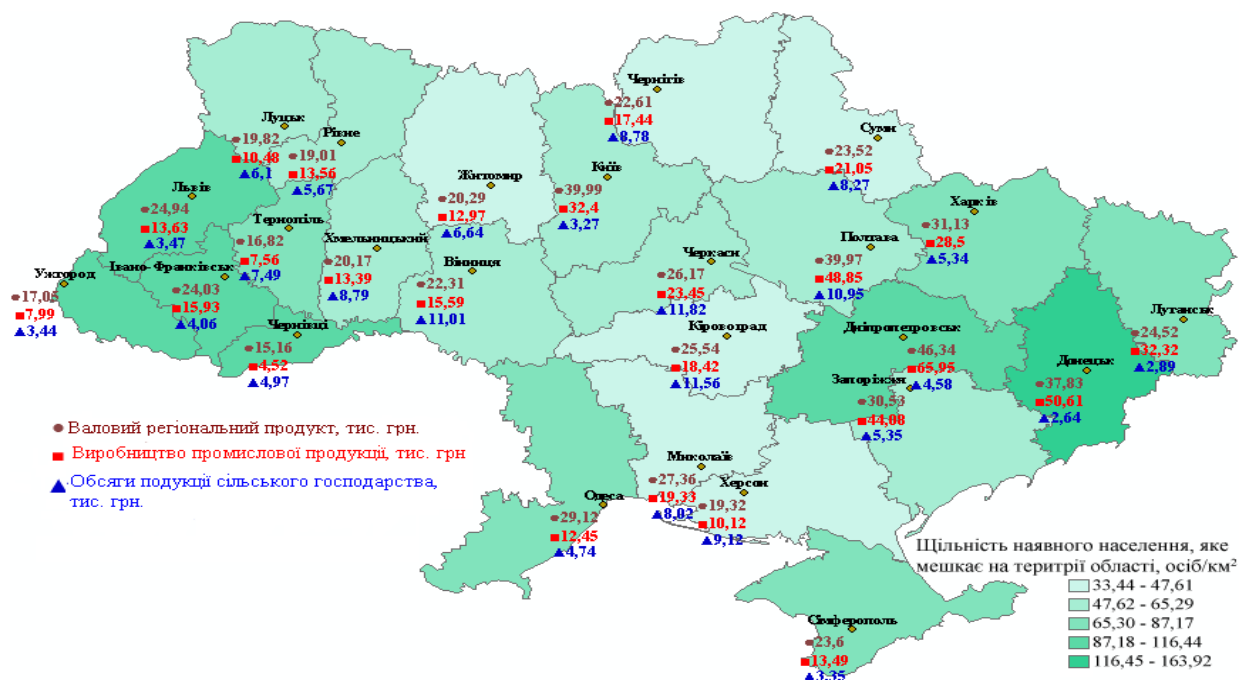 Чернігів
22,61
17,44
8,78
Суми
23,52
21,05
8,27
Луцьк
19,82
10,48
6,1
Рівне
19,01
13,56
5,67
Житомир
20,29
12,97
6,64
Київ
39,99
32,4
3,27
Львів
24,94
13,63
3,47
Тернопіль
16,82
7,56
7,49
Хмельницький
20,17
13,39
8,79
Вінниця
22,31
15,59
11,01
Черкаси
26,17
23,45
11,82
Полтава
39,97
48,85
10,95
Харків
31,13
28,5
5,34
Ужгород
17,05
7,99
3,44
Івано-Франківськ
24,03
15,93
4,06
Чернівці
15,16
4,52
4,97
Кіровоград
25,54
18,42
11,56
Дніпропетровськ
46,34
65,95
4,58
Запоріжжя
30,53
44,08
5,35
Донецьк
37,83
50,61
2,64
Луганськ
24,52
32,32
2,89
Миколаїв
27,36
19,33
8,02
Херсон
19,32
10,12
9,12
Одеса
29,12
12,45
4,74
Сімферополь
23,6
13,49
3,35
Валовий регіональний продукт, тис. грн.
Виробництво промислової продукції, тис. грн
Обсяги подукції сільського господарства,
тис. грн.
Щільність наявного населення, яке
мешкає на територї області, осіб/км²
33,44 - 47,61
47,62 - 65,29
65,30 - 87,17
87,18 - 116,44
116,45 - 163,92